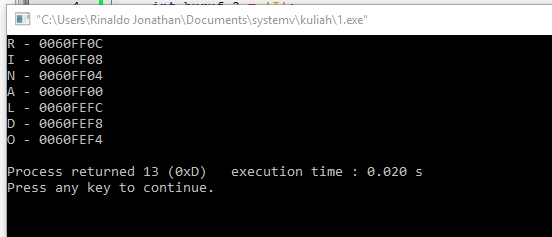 4
"C:\Users\Rinaldo Jonathan\Documents\systemv\kuliah\1.exe"
R - 0060FF0C
I - 0060FF08
N - 0060FF04
A - 0060FF00
L - 0060FEFC
D - 0060FEF8
O - 0060FEF4
Process returned 13 (0xD)   execution time : 0.020 s
Press any key to continue.